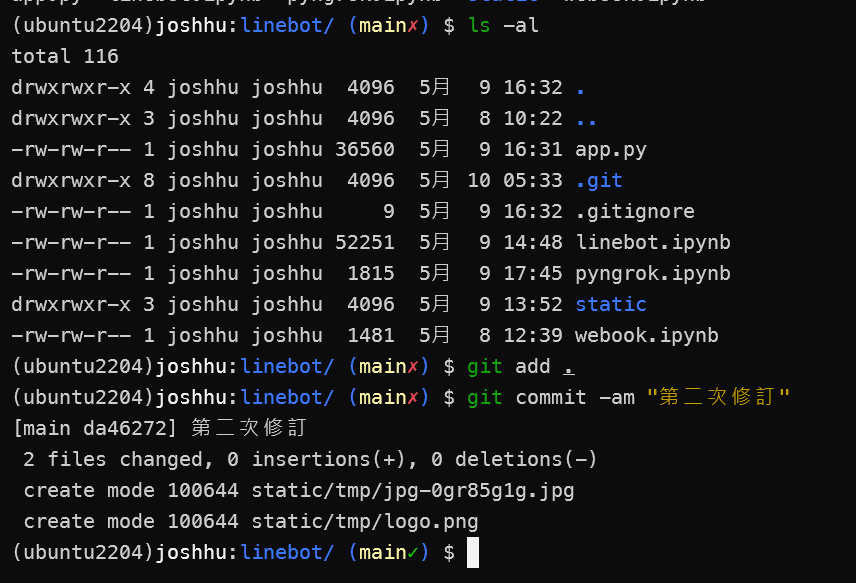 (ubuntu2204)joshhu:linebot/ (main✗) $ ls -al
total 116
drwxrwxr-x 4 joshhu joshhu  4096  5月  9 16:32 .
drwxrwxr-x 3 joshhu joshhu  4096  5月  8 10:22 ..
-rw-rw-r-- 1 joshhu joshhu 36560  5月  9 16:31 app.py
drwxrwxr-x 8 joshhu joshhu  4096  5月 10 05:33 .git
-rw-rw-r-- 1 joshhu joshhu     9  5月  9 16:32 .gitignore
-rw-rw-r-- 1 joshhu joshhu 52251  5月  9 14:48 linebot.ipynb
-rw-rw-r-- 1 joshhu joshhu  1815  5月  9 17:45 pyngrok.ipynb
drwxrwxr-x 3 joshhu joshhu  4096  5月  9 13:52 static
-rw-rw-r-- 1 joshhu joshhu  1481  5月  8 12:39 webook.ipynb
(ubuntu2204)joshhu:linebot/ (main✗) $ git add .
(ubuntu2204)joshhu:linebot/ (main✗) $ git commit -am "第二次修訂"
[main da46272] 第二次修訂
 2 files changed, 0 insertions(+), 0 deletions(-)
 create mode 100644 static/tmp/jpg-0gr85g1g.jpg
 create mode 100644 static/tmp/logo.png
(ubuntu2204)joshhu:linebot/ (main✓) $